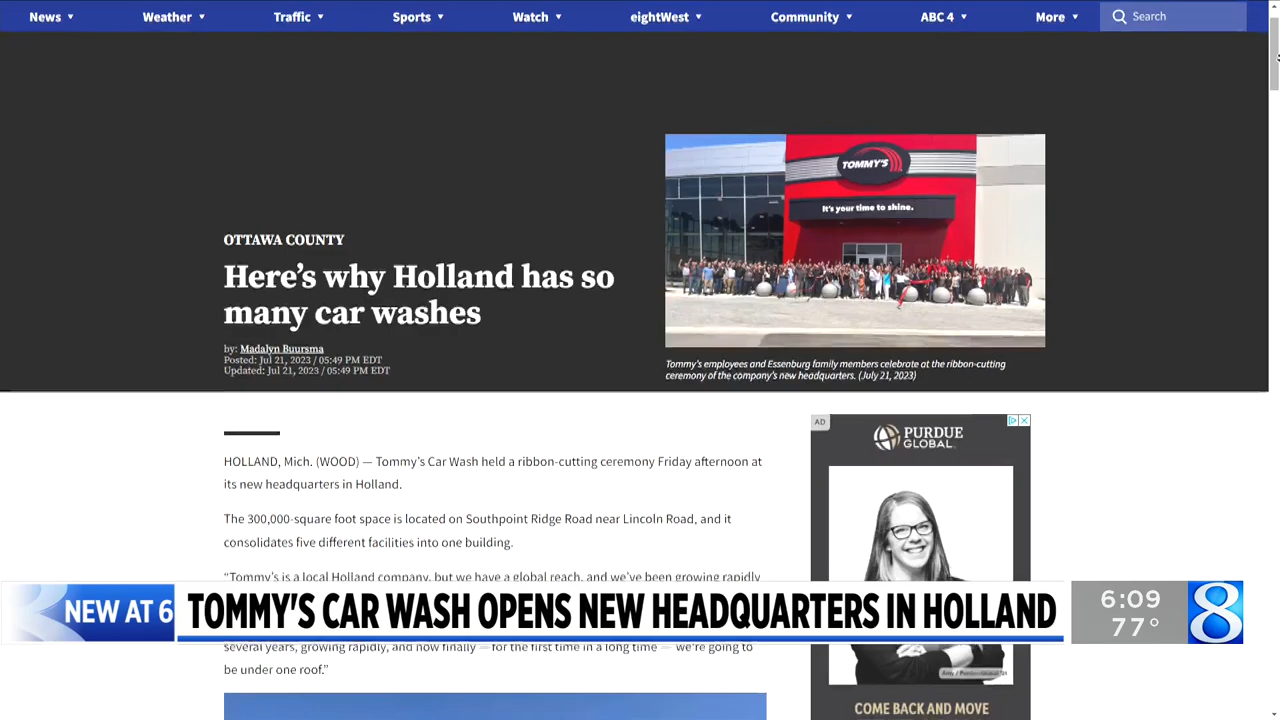 News
Weather
Traffic
Sports
Watch
eightWest
Community
ABC 4
More
Search
TOMMY'S
It's your time to shine.
OTTAWA COUNTY
Here's why Holland has so
many car washes
by: Madalyn Buursma
Posted: Jul 21, 2023 / 05:49 PM EDT
Updated: Jul 21, 2023 / 05:49 PM EDT
Tommy's employees and Essenburg family members celebrate at the ribbon-cutting
ceremony of the company's new headquarters. (July 21, 2023)
HOLLAND, Mich. (WOOD) — Tommy's Car Wash held a ribbon-cutting ceremony Friday afternoon at
its new headquarters in Holland.
The 300,000-square foot space is located on Southpoint Ridge Road near Lincoln Road, and it
consolidates five different facilities into one building.
“Tommy's is a local Holland company, but we have a global reach, and we've been growing rapidly
several years, growing rapidly, and now finally — for the first time in a long time — we're going to
be under one roof.”
AD
PURDUE
GLOBAL
COME BACK AND MOVE
NEW AT 6
TOMMY'S CAR WASH OPENS NEW HEADQUARTERS IN HOLLAND
6:09
77°
8